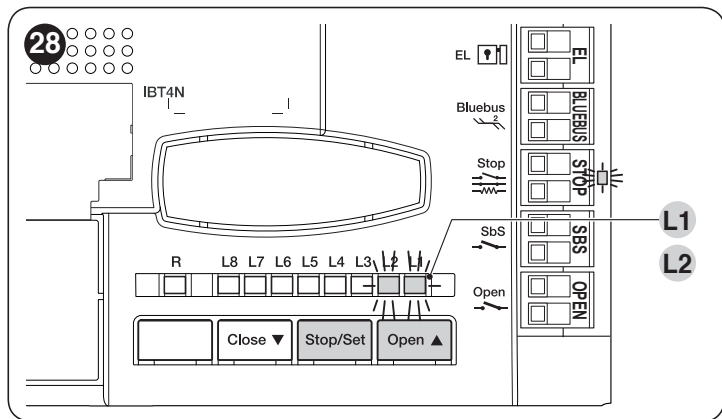 28
IBT4N
EL
EL
Bluebus
2
BLUEBUS
Stop
STOP
SbS
SBS
Open
OPEN
L1
L2
R L8 L7 L6 L5 L4 L3 L2 L1
Close ▼ Stop/Set Open ▲